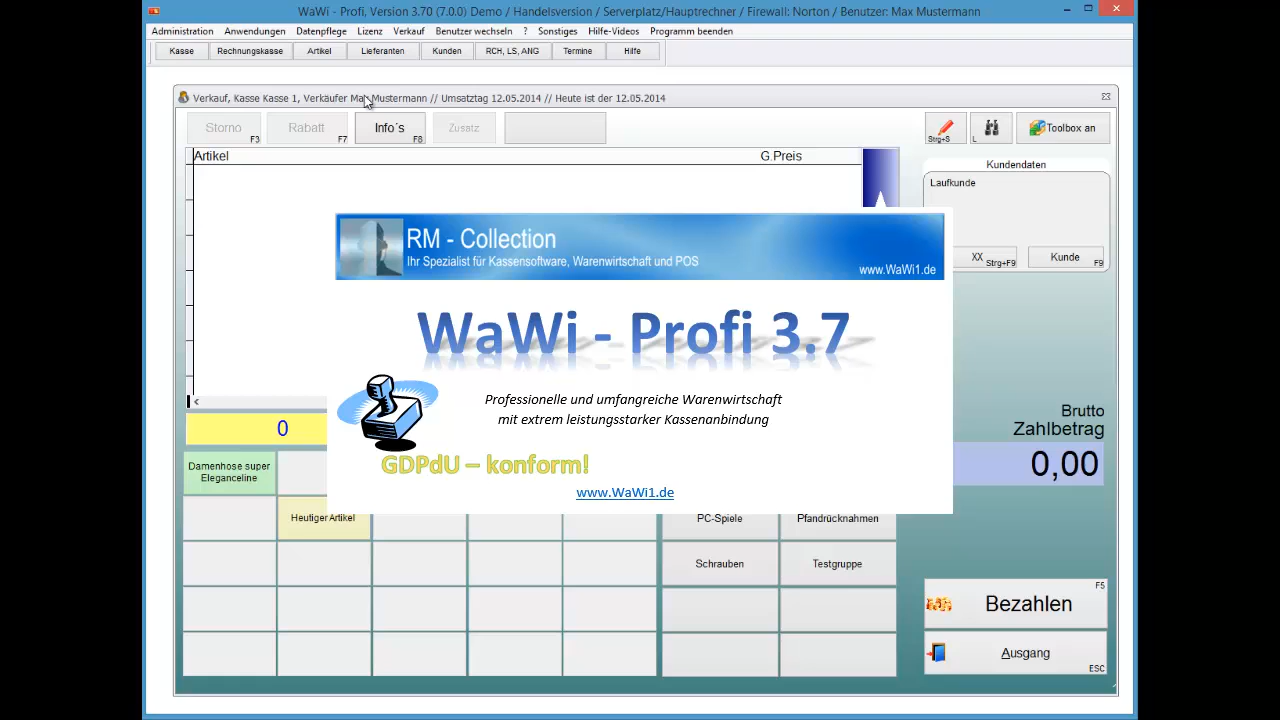 WaWi - Profi, Version 3.70 (7.0.0) Demo / Handelsversion / Serverplatz/Hauptrechner / Firewall: Norton / Benutzer: Max Mustermann
Administration Anwendungen Datenpflege Lizenz Verkauf Benutzer wechseln ? Sonstiges Hilfe-Videos Programm beenden
Kasse Rechnungskasse Artikel Lieferanten Kunden RCH, LS, ANG Termine Hilfe
Verkauf, Kasse Kasse 1, Verkäufer Max Mustermann // Umsatztag 12.05.2014 // Heute ist der 12.05.2014
Storno F3 Rabatt F7 Info´s F8 Zusatz Strg+S L Toolbox an
Artikel G.Preis
Kundendaten
Laufkunde
XX Strg+F9 Kunde F9
RM - Collection
Ihr Spezialist für Kassensoftware, Warenwirtschaft und POS
www.WaWi1.de
WaWi - Profi 3.7
Professionelle und umfangreiche Warenwirtschaft
mit extrem leistungsstarker Kassenanbindung
GDPdU – konform!
www.WaWi1.de
0
Brutto
Zahlbetrag
0,00
Damenhose super
Eleganceline
Heutiger Artikel
PC-Spiele Pfandrücknahmen
Schrauben Testgruppe
Bezahlen F5
Ausgang ESC